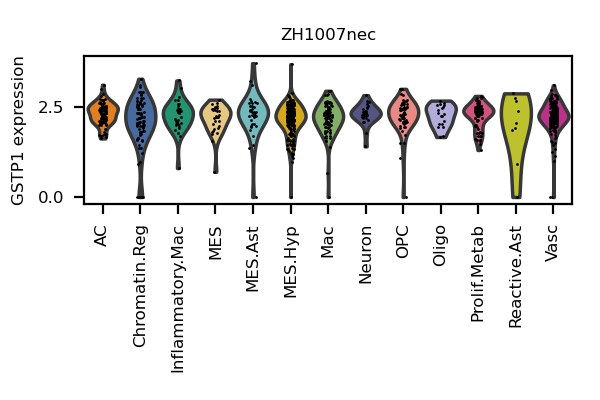 ZH1007nec
GSTP1 expression
2.5
0.0
AC
Chromatin.Reg
Inflammatory.Mac
MES
MES.Ast
MES.Hyp
Mac
Neuron
OPC
Oligo
Prolif.Metab
Reactive.Ast
Vasc